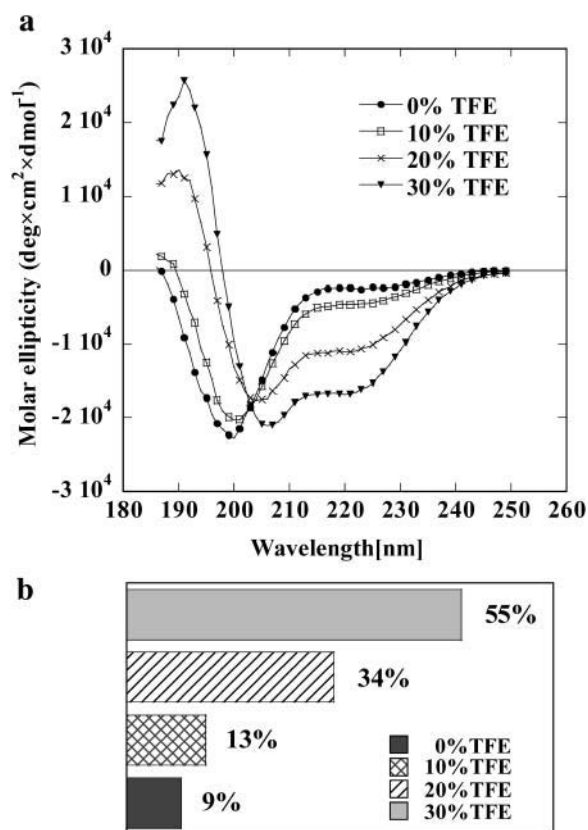 a
3 10⁴
2 10⁴
1 10⁴
0
-1 10⁴
-2 10⁴
-3 10⁴
Molar ellipticity (deg×cm²×dmol⁻¹)
0% TFE
10% TFE
20% TFE
30% TFE
180 190 200 210 220 230 240 250 260
Wavelength[nm]
b
55%
34%
13%
9%
0%TFE
10%TFE
20%TFE
30%TFE